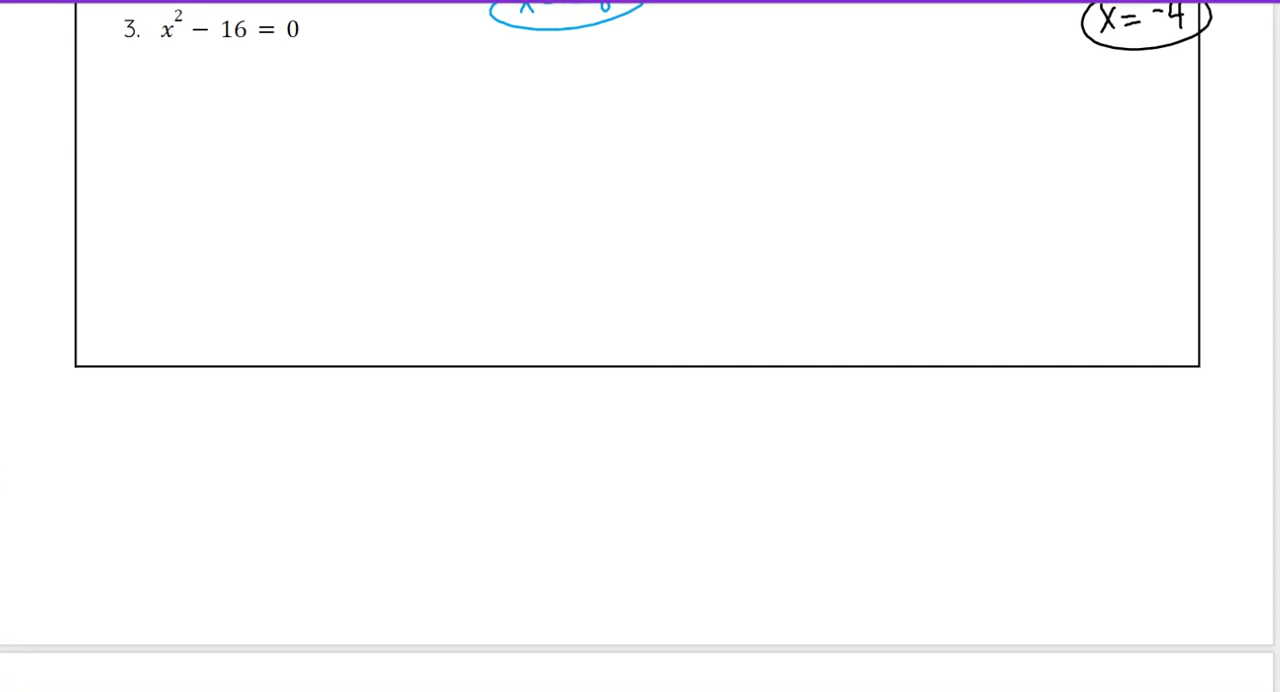 3. x² − 16 = 0
x = -4